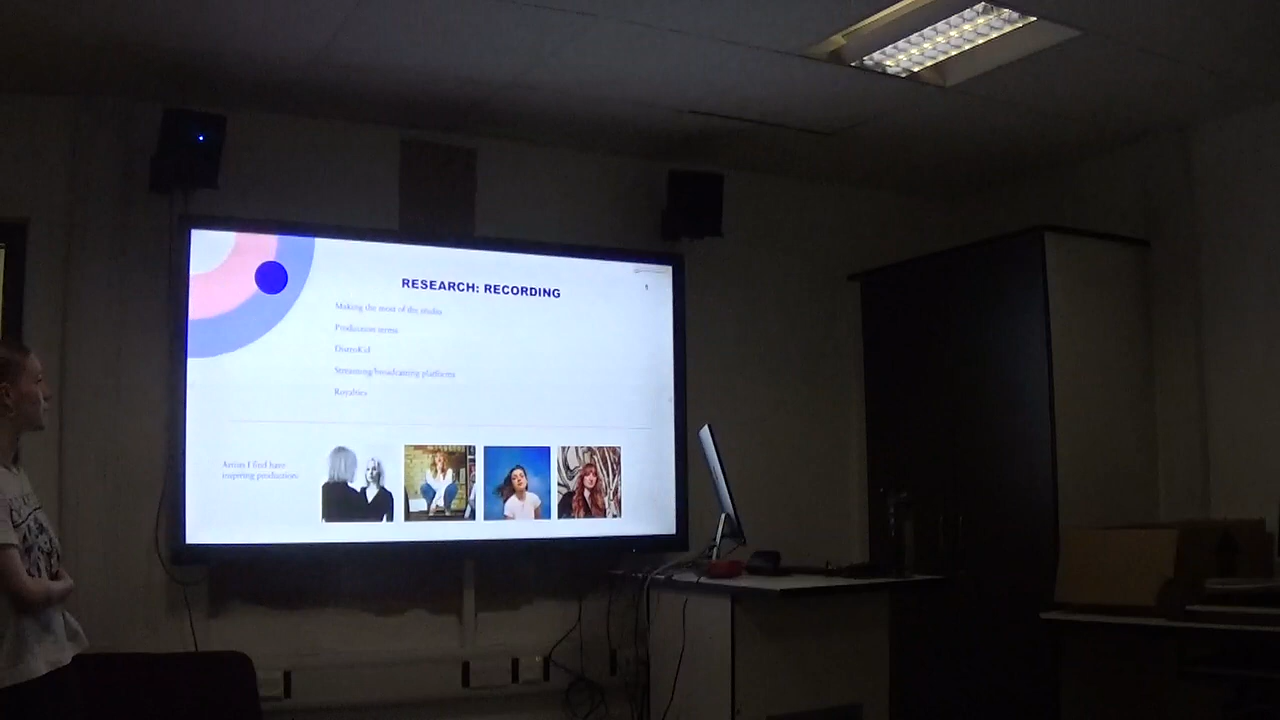 RESEARCH: RECORDING
1
Making the most of the studio
Production terms
DistroKid
Streaming/broadcasting platforms
Royalties
Artists I find have
inspiring production: